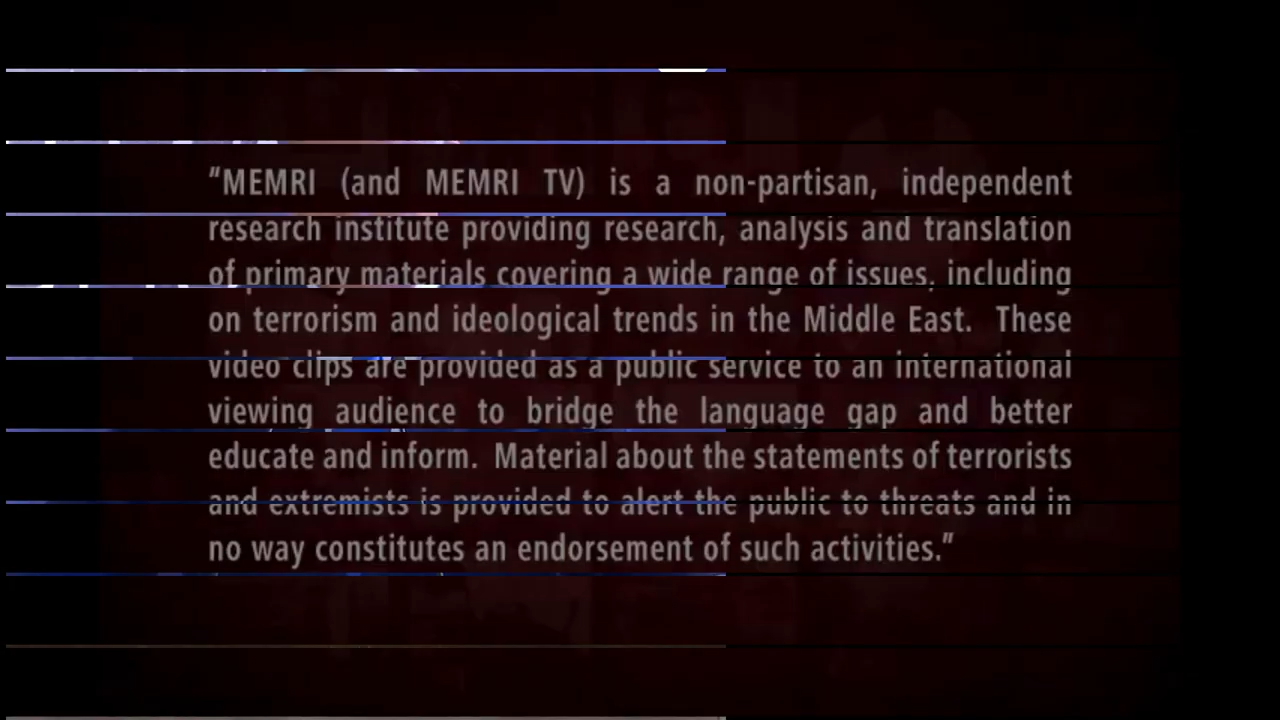 “MEMRI (and MEMRI TV) is a non-partisan, independent
research institute providing research, analysis and translation
of primary materials covering a wide range of issues, including
on terrorism and ideological trends in the Middle East. These
video clips are provided as a public service to an international
viewing audience to bridge the language gap and better
educate and inform. Material about the statements of terrorists
and extremists is provided to alert the public to threats and in
no way constitutes an endorsement of such activities.”